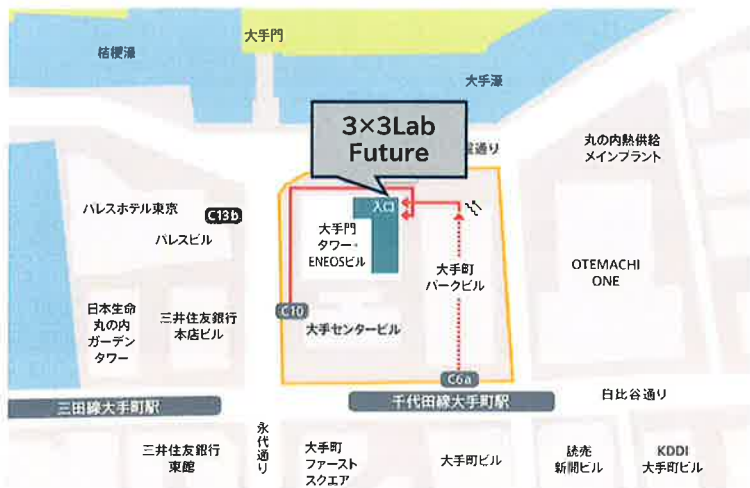 大手門
桔梗濠
大手濠
3×3Lab
Future
通り
丸の内熱供給
メインプラント
入口
パレスホテル東京
C13b
パレスビル
大手門
タワー・
ENEOSビル
大手町
パークビル
OTEMACHI
ONE
日本生命
丸の内
ガーデン
タワー
三井住友銀行
本店ビル
C10
大手センタービル
C6a
三田線大手町駅
千代田線大手町駅
日比谷通り
永代通り
三井住友銀行
東館
大手町
ファースト
スクエア
大手町ビル
読売
新聞ビル
KDDI
大手町ビル